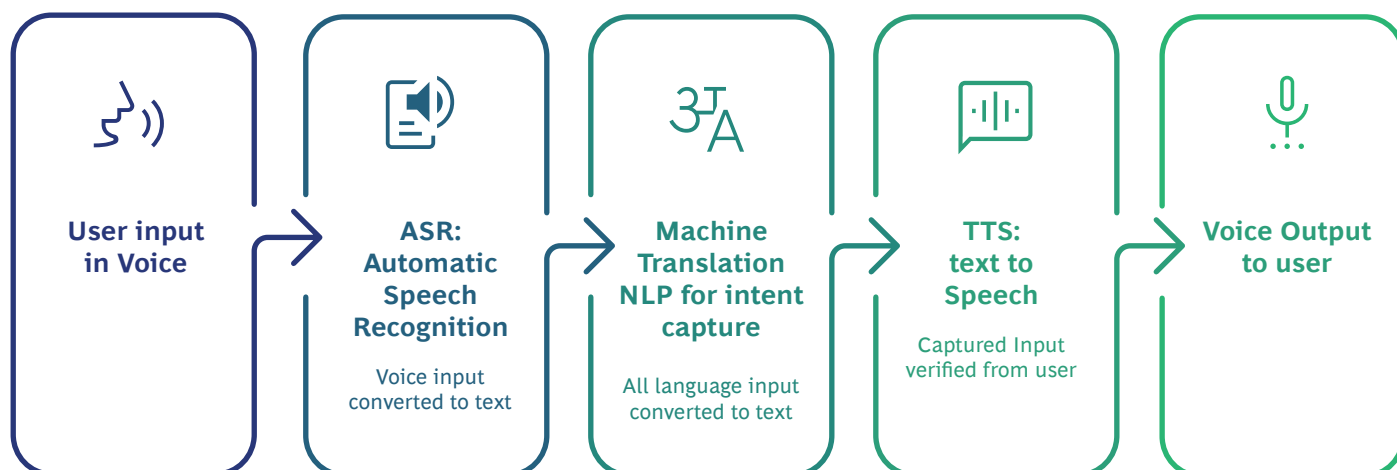 User input
in Voice
ASR:
Automatic
Speech
Recognition
Voice input
converted to text
Machine
Translation
NLP for intent
capture
All language input
converted to text
TTS:
text to
Speech
Captured Input
verified from user
Voice Output
to user